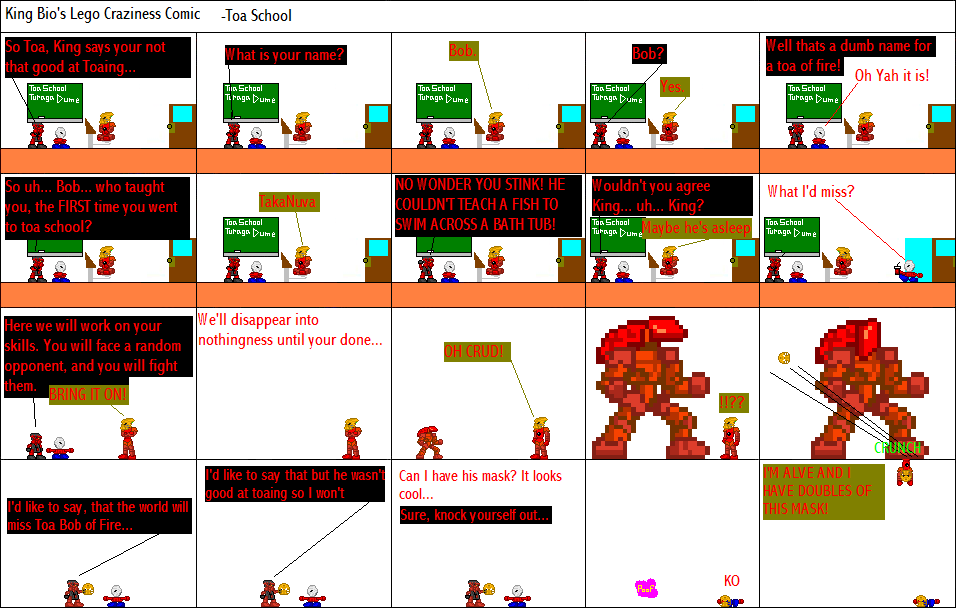 King Bio's Lego Craziness Comic -Toa School
So Toa, King says your not
that good at Toaing...
Toa School
Turaga Dume
What is your name?
Toa School
Turaga Dume
Bob.
Toa School
Turaga Dume
Bob?
Yes.
Toa School
Turaga Dume
Well thats a dumb name for
a toa of fire!
Oh Yah it is!
Toa School
Turaga Dume
So uh... Bob... who taught
you, the FIRST time you went
to toa school?
TakaNuva
Toa School
Turaga Dume
NO WONDER YOU STINK! HE
COULDN'T TEACH A FISH TO
SWIM ACROSS A BATH TUB!
Wouldn't you agree
King... uh... King?
Maybe he's asleep
Toa School
Turaga Dume
What I'd miss?
Toa School
Turaga Dume
Here we will work on your
skills. You will face a random
opponent, and you will fight
them.
BRING IT ON!
We'll disappear into
nothingness until your done...
OH CRUD!
!!??
CRUNCH
I'd like to say, that the world will
miss Toa Bob of Fire...
I'd like to say that but he wasn't
good at toaing so I won't
Can I have his mask? It looks
cool...
Sure, knock yourself out...
Poof
KO
I'M ALVE AND I
HAVE DOUBLES OF
THIS MASK!